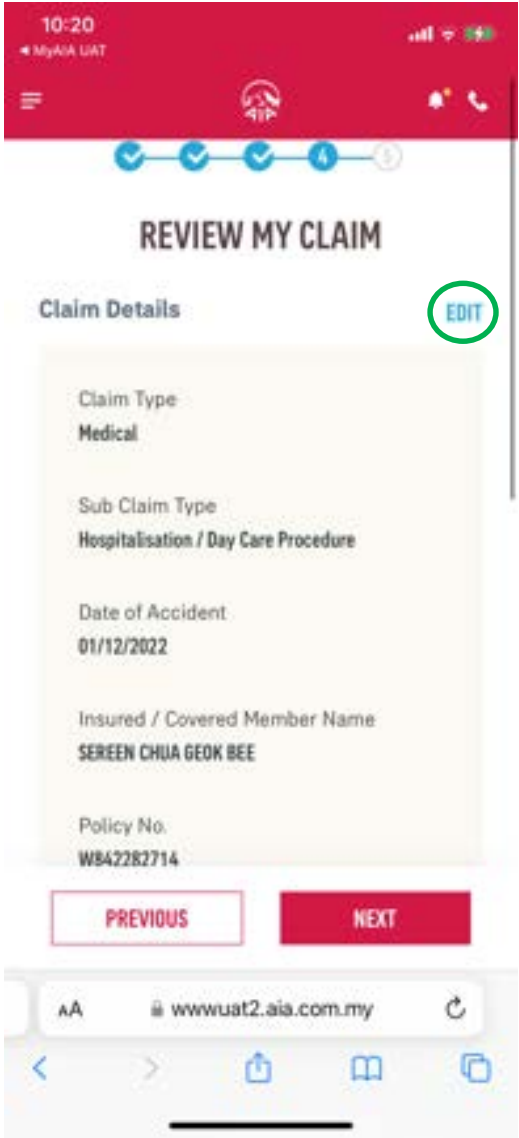 10:20
◀ MyAIA UAT
AIA
4
5
REVIEW MY CLAIM
Claim Details
EDIT
Claim Type
Medical
Sub Claim Type
Hospitalisation / Day Care Procedure
Date of Accident
01/12/2022
Insured / Covered Member Name
SEREEN CHUA GEOK BEE
Policy No.
W842282714
PREVIOUS
NEXT
AA
wwwuat2.aia.com.my